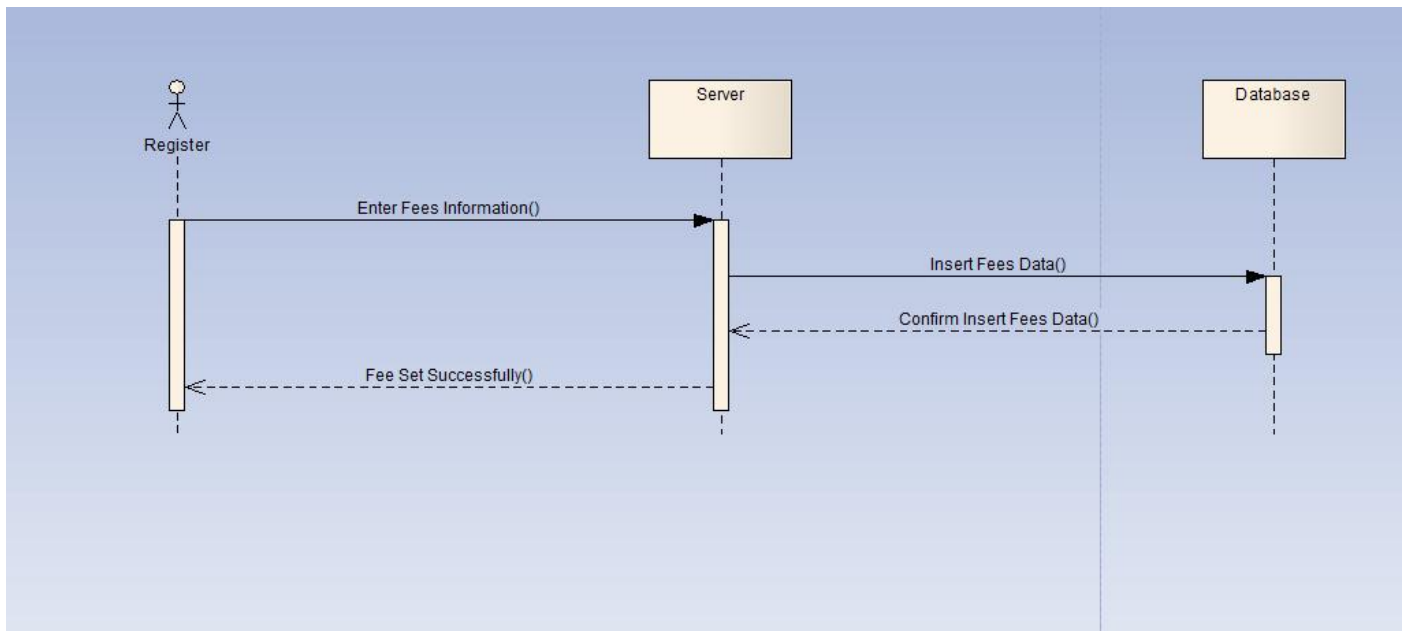 Server
Database
Register
Enter Fees Information()
Insert Fees Data()
Confirm Insert Fees Data()
Fee Set Successfully()